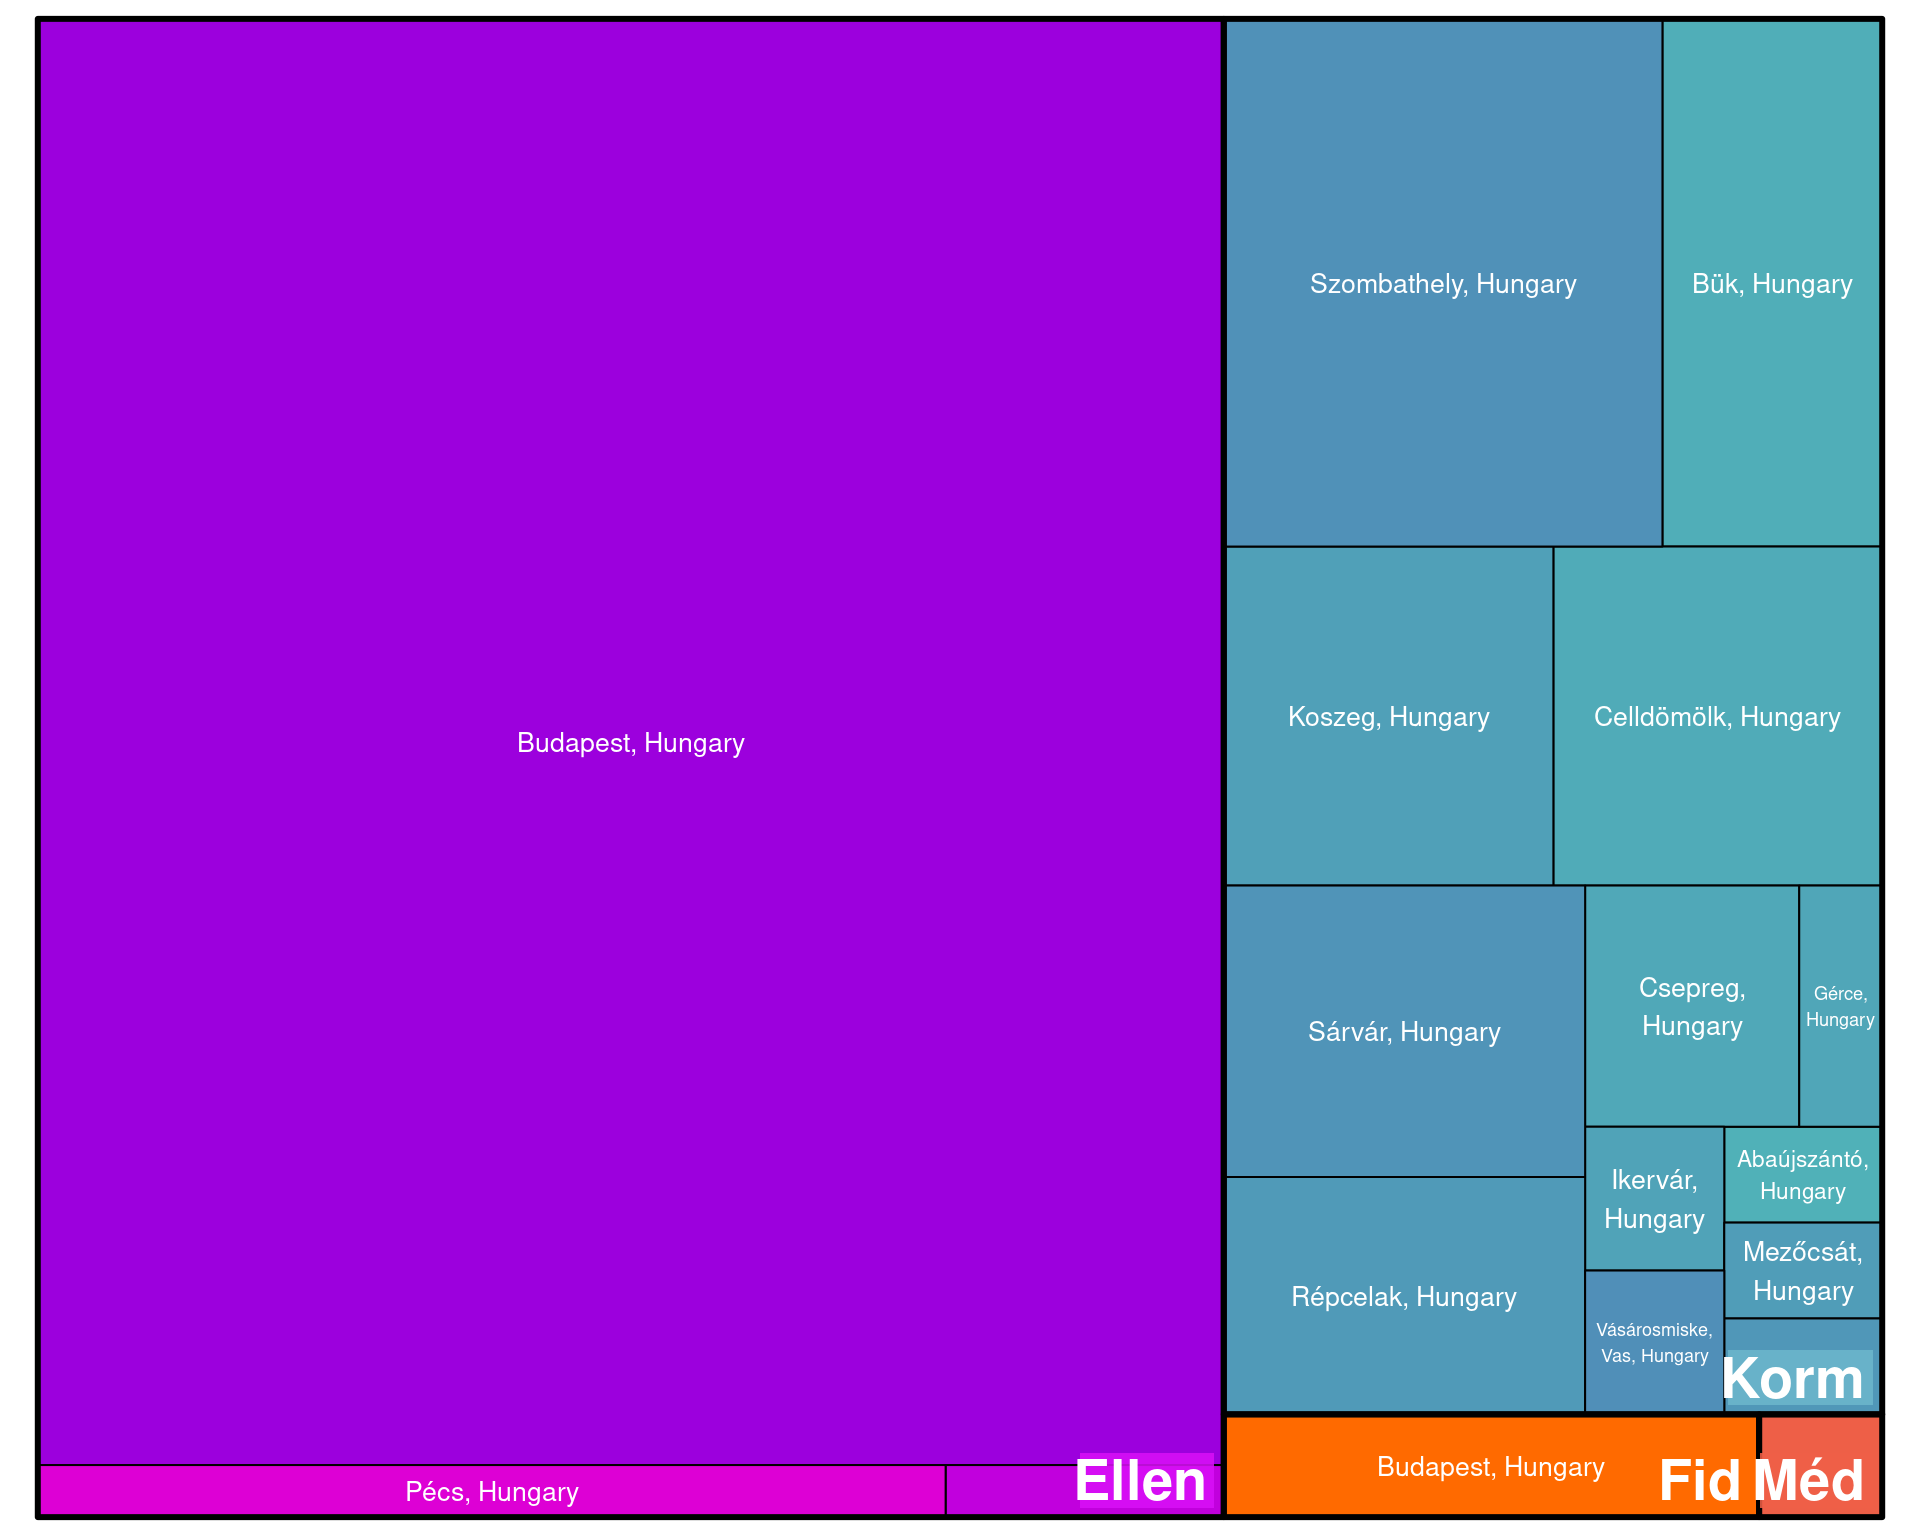 Budapest, Hungary
Pécs, Hungary
Ellen
Szombathely, Hungary
Bük, Hungary
Koszeg, Hungary
Celldömölk, Hungary
Sárvár, Hungary
Csepreg,
Hungary
Gérce,
Hungary
Répcelak, Hungary
Ikervár,
Hungary
Abaújszántó,
Hungary
Mezőcsát,
Hungary
Vásárosmiske,
Vas, Hungary
Korm
Budapest, Hungary
Fid
Méd